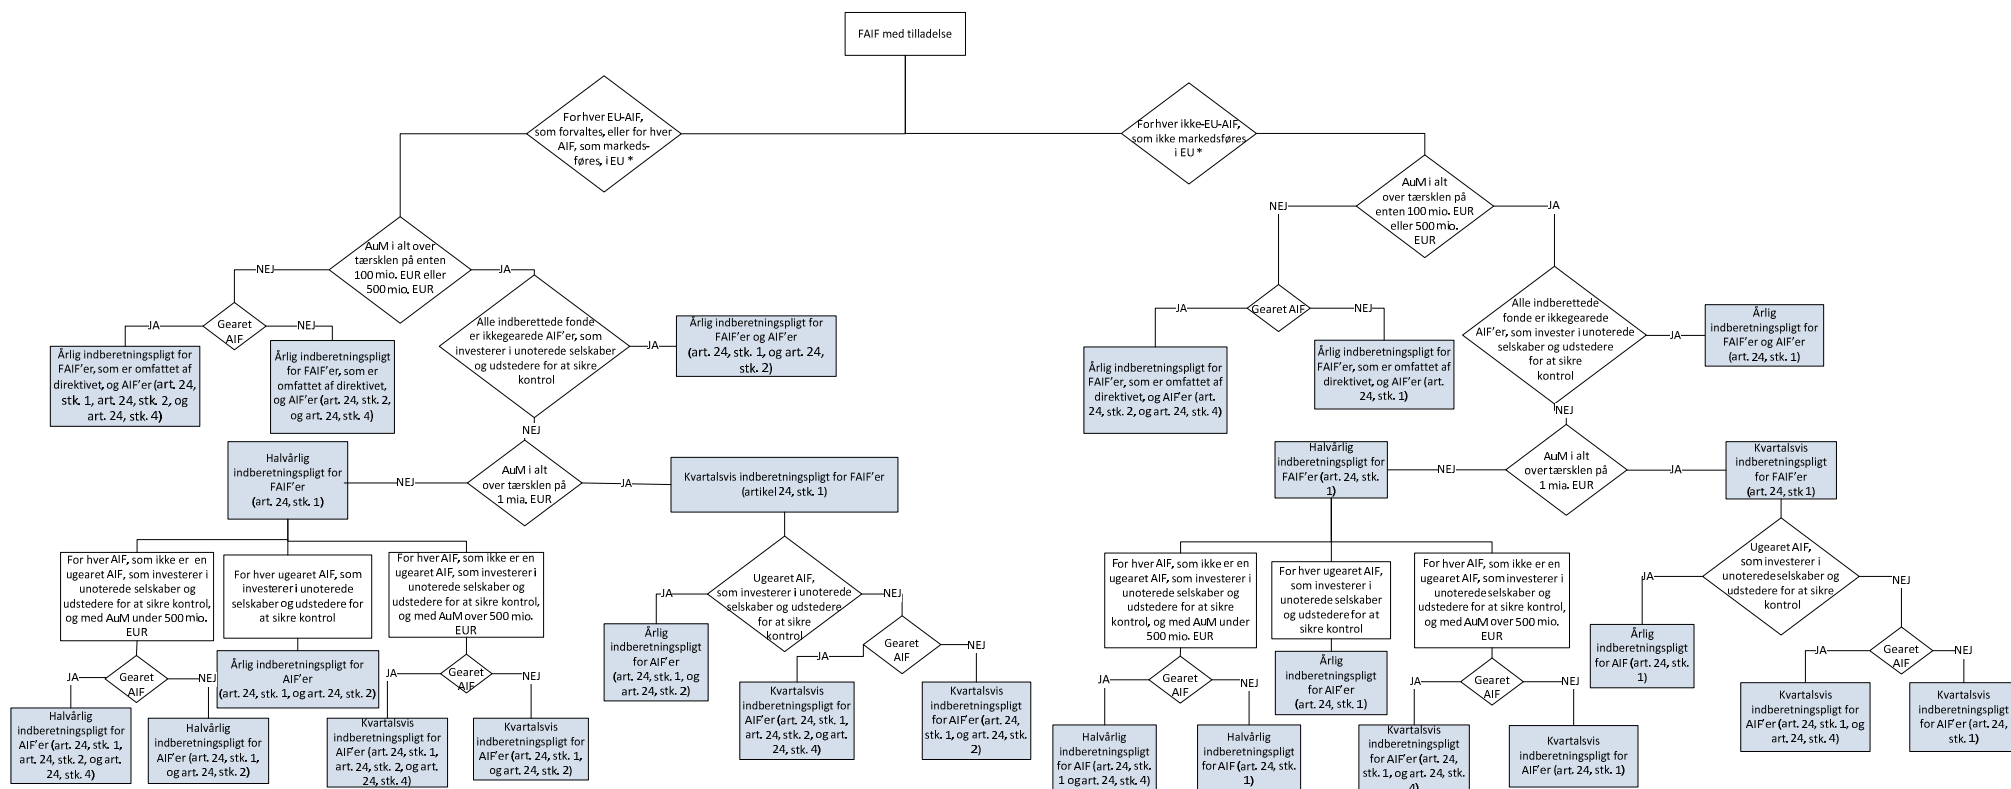 FAIF med tilladelse
For hver EU-AIF,
som forvaltes, eller for hver
AIF, som markeds-
føres, i EU *
For hver ikke-EU-AIF,
som ikke markedsføres
i EU *
AuM i alt
over tærsklen på
enten 100 mio. EUR
eller 500 mio.
EUR
NEJ
JA
AuM i alt over
tærsklen på enten
100 mio. EUR eller
500 mio. EUR
NEJ
JA
Gearet
AIF
JA
NEJ
Årlig indberetningspligt for
FAIF'er, som er omfattet af
direktivet, og AIF'er (art. 24,
stk. 1, art. 24, stk. 2, og
art. 24, stk. 4)
Årlig indberetningspligt
for FAIF'er, som er
omfattet af direktivet,
og AIF'er (art. 24, stk. 2,
og art. 24, stk. 4)
Alle indberettede fonde
er ikkegearede AIF'er, som
investerer i unoterede selskaber
og udstedere for at sikre
kontrol
JA
Årlig indberetningspligt for
FAIF'er og AIF'er
(art. 24, stk. 1, og art. 24,
stk. 2)
NEJ
Gearet AIF
JA
NEJ
Årlig indberetningspligt for
FAIF'er, som er omfattet af
direktivet, og AIF'er (art.
24, stk. 2, og art. 24, stk. 4)
Årlig indberetningspligt for
FAIF'er, som er omfattet af
direktivet, og AIF'er (art.
24, stk. 1)
Alle indberettede
fonde er ikkegearede
AIF'er, som invester i unoterede
selskaber og udstedere
for at sikre
kontrol
JA
Årlig
indberetningspligt for
FAIF'er og AIF'er
(art. 24, stk. 1)
NEJ
Halvårlig
indberetningspligt for
FAIF'er
(art. 24, stk. 1)
NEJ
AuM i alt
over tærsklen på
1 mia. EUR
JA
Kvartalsvis indberetningspligt for FAIF'er
(artikel 24, stk. 1)
Halvårlig
indberetningspligt for
FAIF'er (art. 24, stk.
1)
NEJ
AuM i alt
over tærsklen på
1 mia. EUR
JA
Kvartalsvis
indberetningspligt
for FAIF'er
(art. 24, stk 1)
For hver AIF, som ikke er en
ugearet AIF, som investerer i
unoterede selskaber og
udstedere for at sikre kontrol,
og med AuM under 500 mio.
EUR
For hver ugearet AIF, som
investerer i unoterede
selskaber og udstedere for
at sikre kontrol
For hver AIF, som ikke er en
ugearet AIF, som investerer i
unoterede selskaber og
udstedere for at sikre kontrol,
og med AuM over 500 mio.
EUR
Ugearet AIF,
som investerer i unoterede
selskaber og udstedere
for at sikre
kontrol
JA
NEJ
Årlig
indberetningspligt
for AIF'er
(art. 24, stk. 1, og
art. 24, stk. 2)
Gearet
AIF
JA
NEJ
Kvartalsvis
indberetningspligt for
AIF'er (art. 24, stk. 1,
art. 24, stk. 2, og art.
24, stk. 4)
Kvartalsvis
indberetningspligt
for AIF'er (art. 24,
stk. 1, og art. 24, stk.
2)
Årlig indberetningspligt for
AIF'er
(art. 24, stk. 1, og art. 24, stk. 2)
Gearet
AIF
JA
NEJ
Halvårlig
indberetningspligt for
AIF'er (art. 24, stk. 1,
art. 24, stk. 2, og art.
24, stk. 4)
Halvårlig
indberetningspligt for
AIF'er (art. 24, stk. 1,
og art. 24, stk. 2)
Gearet
AIF
JA
NEJ
Kvartalsvis
indberetningspligt for
AIF'er (art. 24, stk. 1,
art. 24, stk. 2, og art.
24, stk. 4)
Kvartalsvis
indberetningspligt for
AIF'er (art. 24, stk. 1,
og art. 24, stk. 2)
For hver AIF, som ikke er en
ugearet AIF, som investerer i
unoterede selskaber og
udstedere for at sikre
kontrol, og med AuM under
500 mio. EUR
For hver ugearet AIF,
som investerer i
unoterede selskaber
og udstedere for at
sikre kontrol
For hver AIF, som ikke er en
ugearet AIF, som investerer i
unoterede selskaber og
udstedere for at sikre kontrol,
og med AuM over 500 mio.
EUR
Ugearet AIF,
som investerer i
unoterede selskaber og
udstedere for at sikre
kontrol
JA
NEJ
Årlig
indberetningspligt
for AIF (art. 24, stk.
1)
Gearet
AIF
JA
NEJ
Kvartalsvis
indberetningspligt for
AIF'er (art. 24, stk. 1, og
art. 24, stk. 4)
Kvartalsvis
indberetningspligt
for AIF'er (art. 24,
stk. 1)
Årlig
indberetningspligt
for AIF'er
(art. 24, stk. 1)
Gearet
AIF
JA
NEJ
Halvårlig
indberetningspligt
for AIF (art. 24, stk.
1 og art. 24, stk. 4)
Halvårlig
indberetningspligt
for AIF (art. 24, stk.
1)
Gearet
AIF
JA
NEJ
Kvartalsvis
indberetningspligt
for AIF'er (art. 24,
stk. 1, og art. 24, stk.
4)
Kvartalsvis
indberetningspligt for
AIF'er (art. 24, stk. 1)